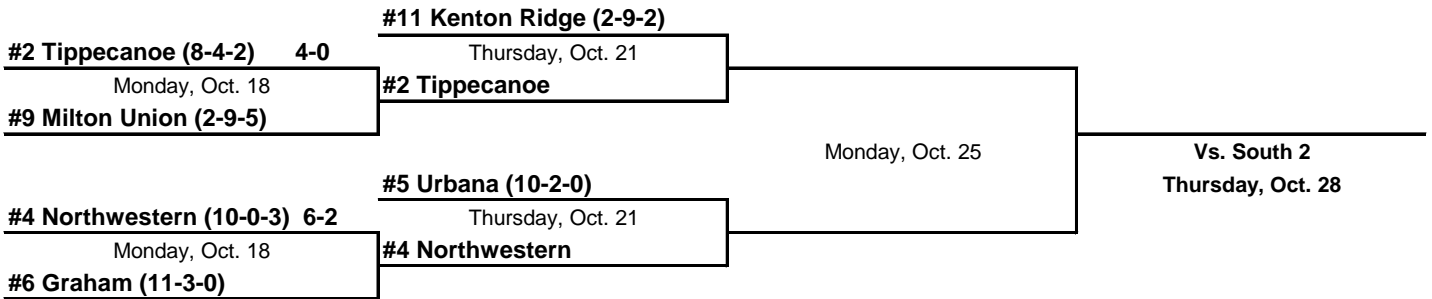 #11 Kenton Ridge (2-9-2)
#2 Tippecanoe (8-4-2) 4-0
Thursday, Oct. 21
Monday, Oct. 18
#2 Tippecanoe
#9 Milton Union (2-9-5)
Monday, Oct. 25
Vs. South 2
#5 Urbana (10-2-0)
Thursday, Oct. 28
#4 Northwestern (10-0-3) 6-2
Thursday, Oct. 21
Monday, Oct. 18
#4 Northwestern
#6 Graham (11-3-0)